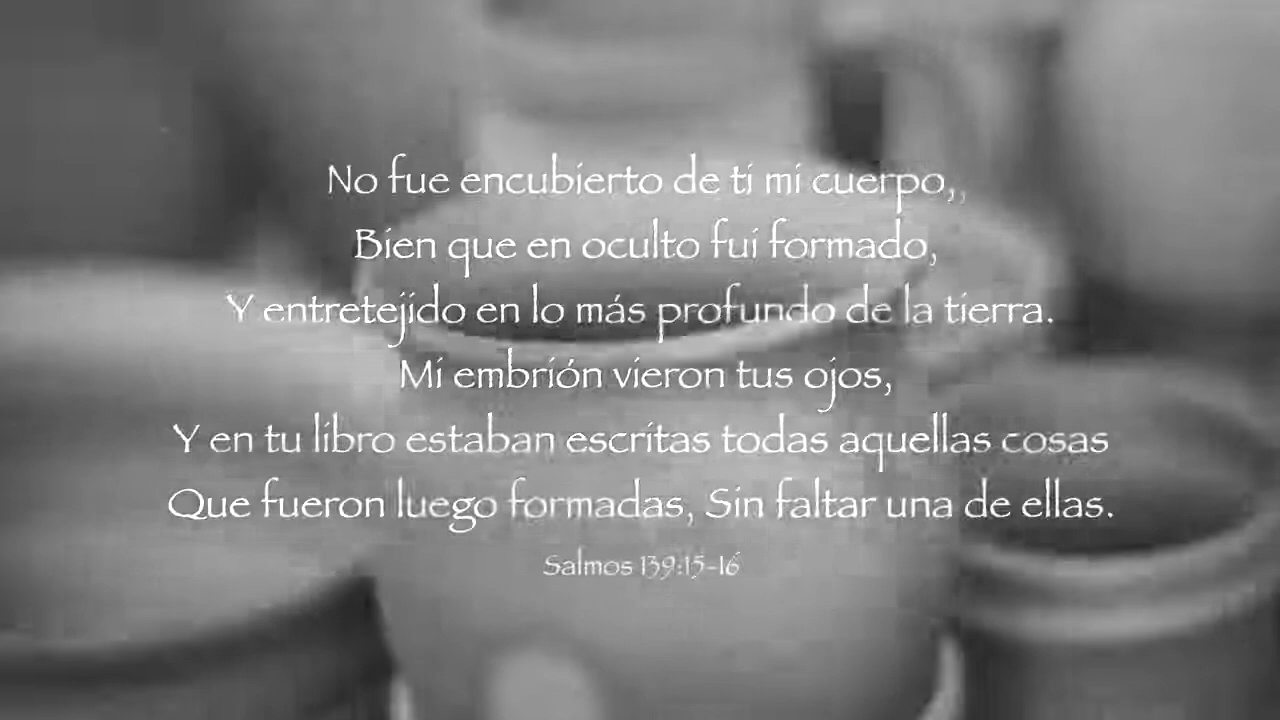 No fue encubierto de ti mi cuerpo,,
Bien que en oculto fui formado,
Y entretejido en lo más profundo de la tierra.
Mi embrión vieron tus ojos,
Y en tu libro estaban escritas todas aquellas cosas
Que fueron luego formadas, Sin faltar una de ellas.
Salmos 139:15-16